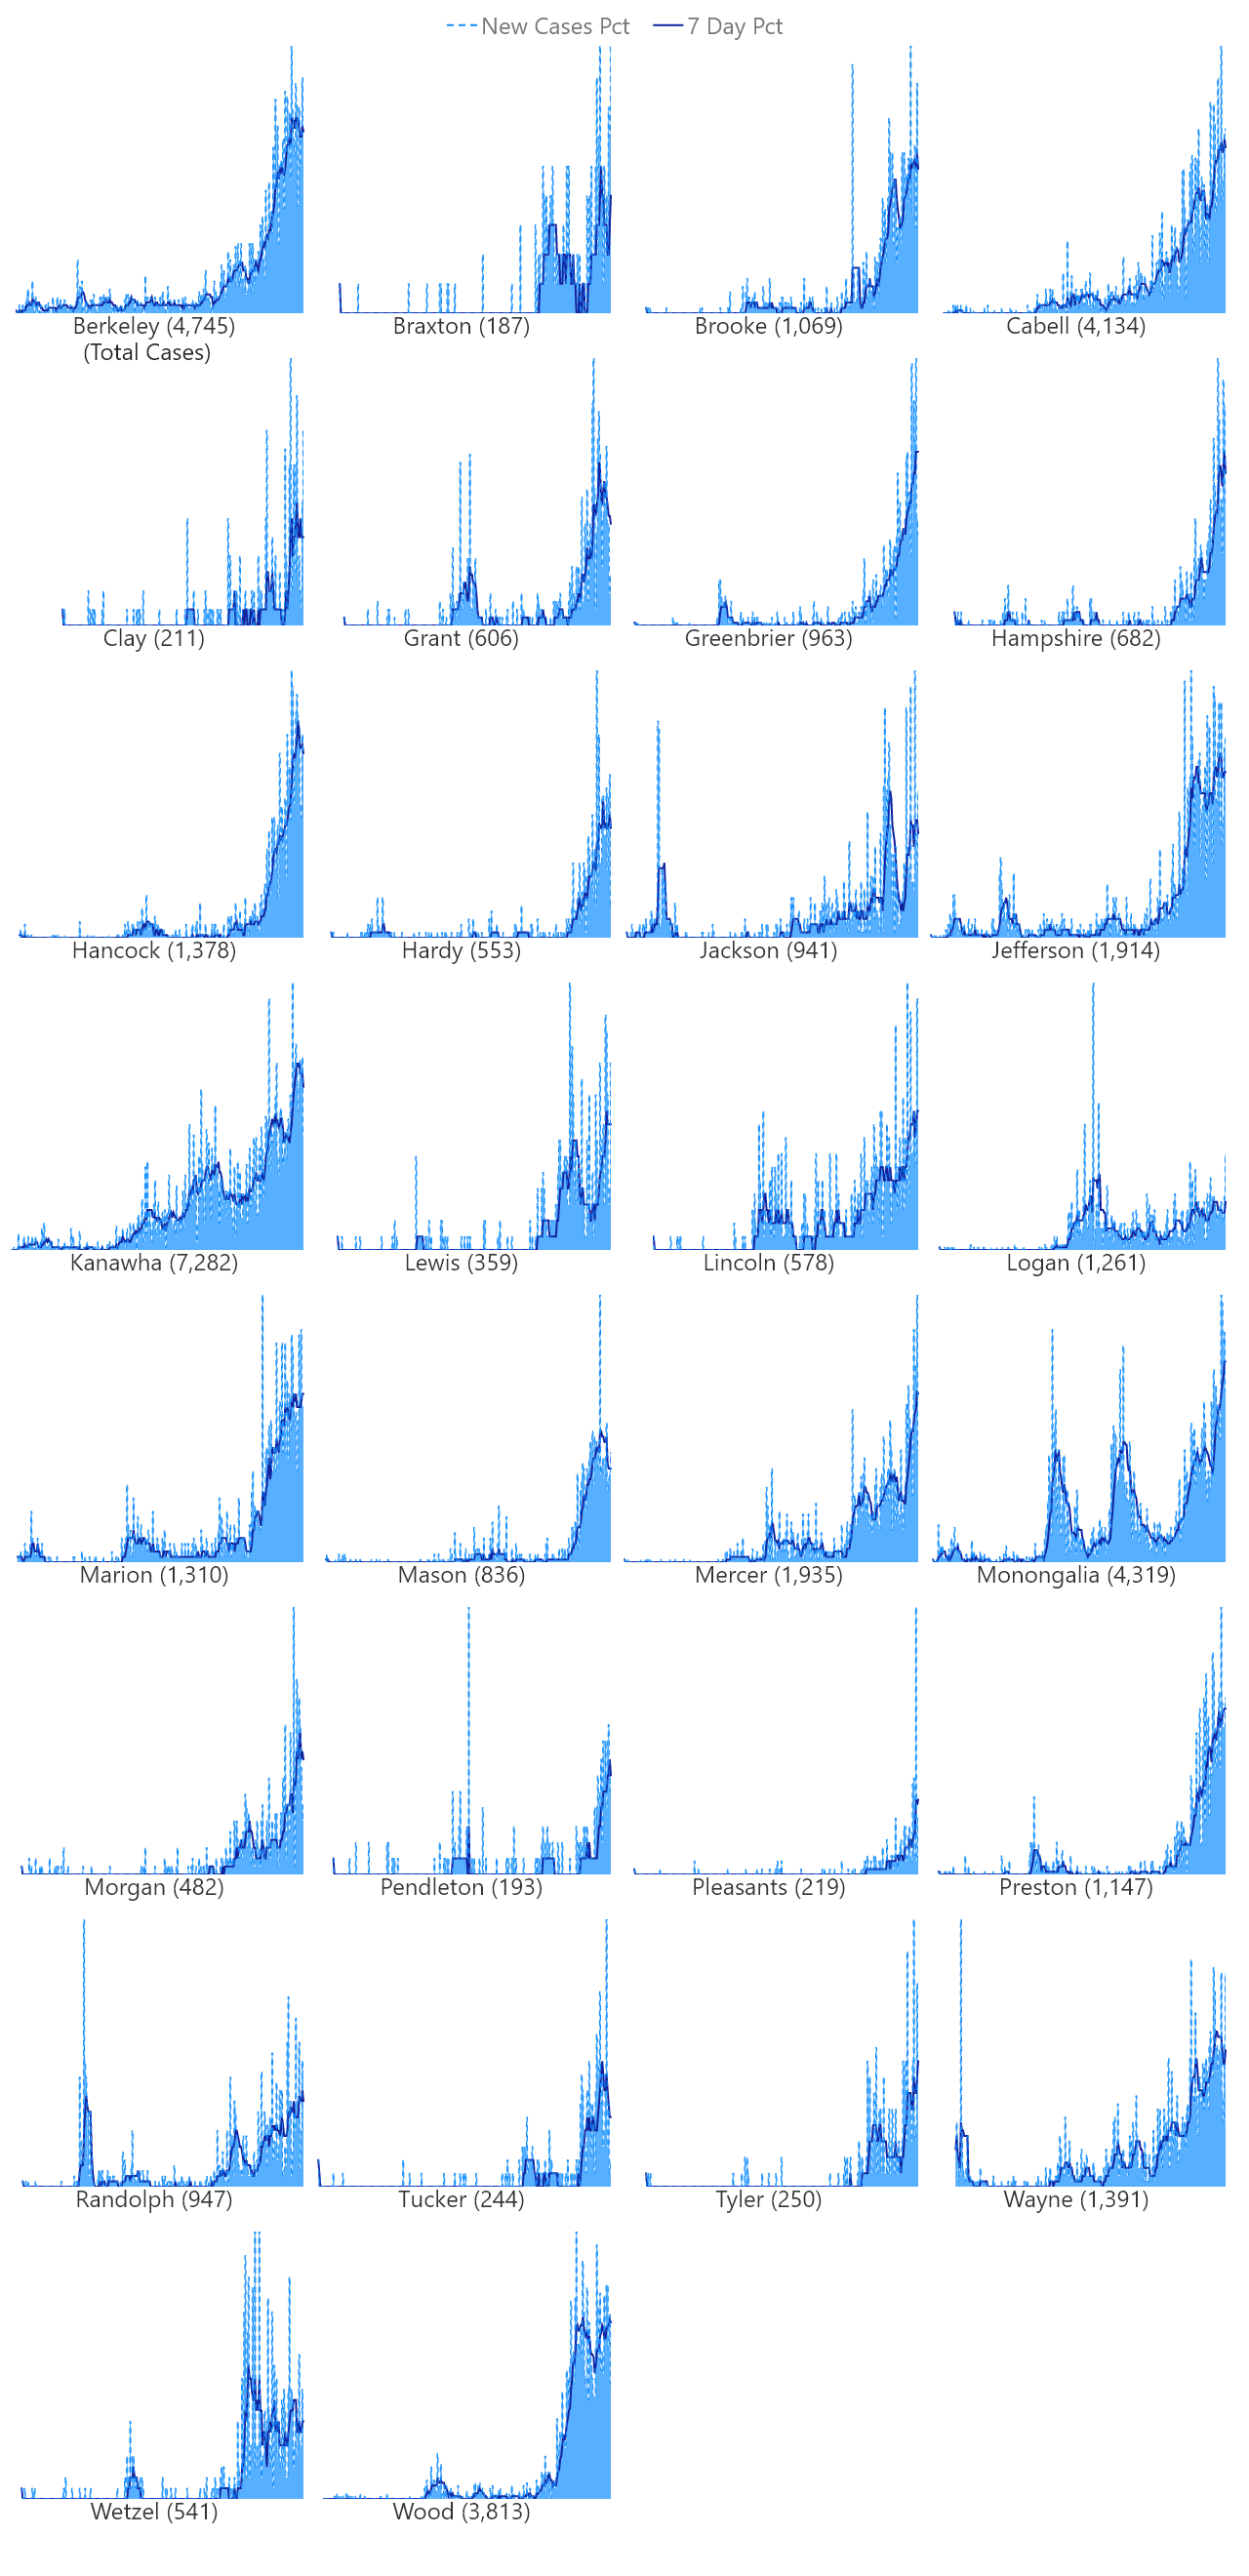 New Cases Pct 7 Day Pct
Berkeley (4,745) Braxton (187) Brooke (1,069) Cabell (4,134)
(Total Cases)
Clay (211) Grant (606) Greenbrier (963) Hampshire (682)
Hancock (1,378) Hardy (553) Jackson (941) Jefferson (1,914)
Kanawha (7,282) Lewis (359) Lincoln (578) Logan (1,261)
Marion (1,310) Mason (836) Mercer (1,935) Monongalia (4,319)
Morgan (482) Pendleton (193) Pleasants (219) Preston (1,147)
Randolph (947) Tucker (244) Tyler (250) Wayne (1,391)
Wetzel (541) Wood (3,813)